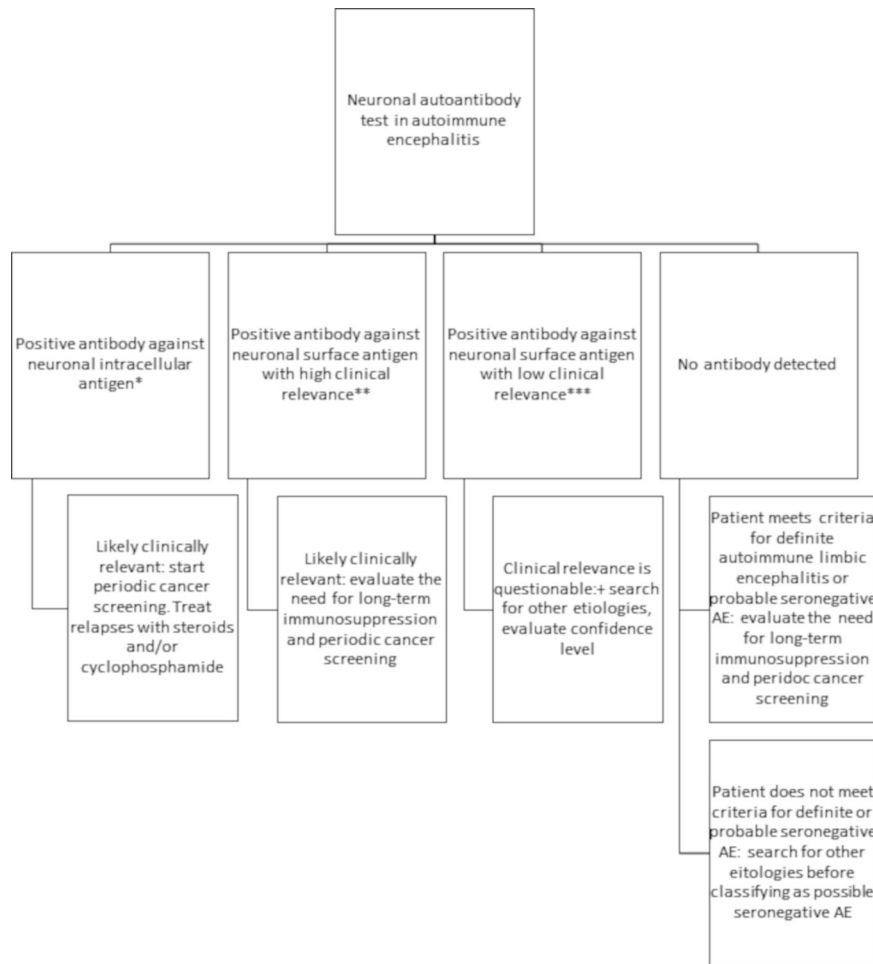 Neuronal autoantibody
test in autoimmune
encephalitis
Positive antibody against
neuronal intracellular
antigen*
Positive antibody against
neuronal surface antigen
with high clinical
relevance**
Positive antibody against
neuronal surface antigen
with low clinical
relevance***
No antibody detected
Likely clinically
relevant: start
periodic cancer
screening. Treat
relapses with steroids
and/or
cyclophosphamide
Likely clinically
relevant: evaluate the
need for long-term
immunosuppression
and periodic cancer
screening
Clinical relevance is
questionable:+ search
for other etiologies,
evaluate confidence
level
Patient meets criteria
for definite
autoimmune limbic
encephalitis or
probable seronegative
AE: evaluate the need
for long-term
immunosuppression
and peridoc cancer
screening
Patient does not meet
criteria for definite or
probable seronegative
AE: search for other
eitologies before
classifying as possible
seronegative AE